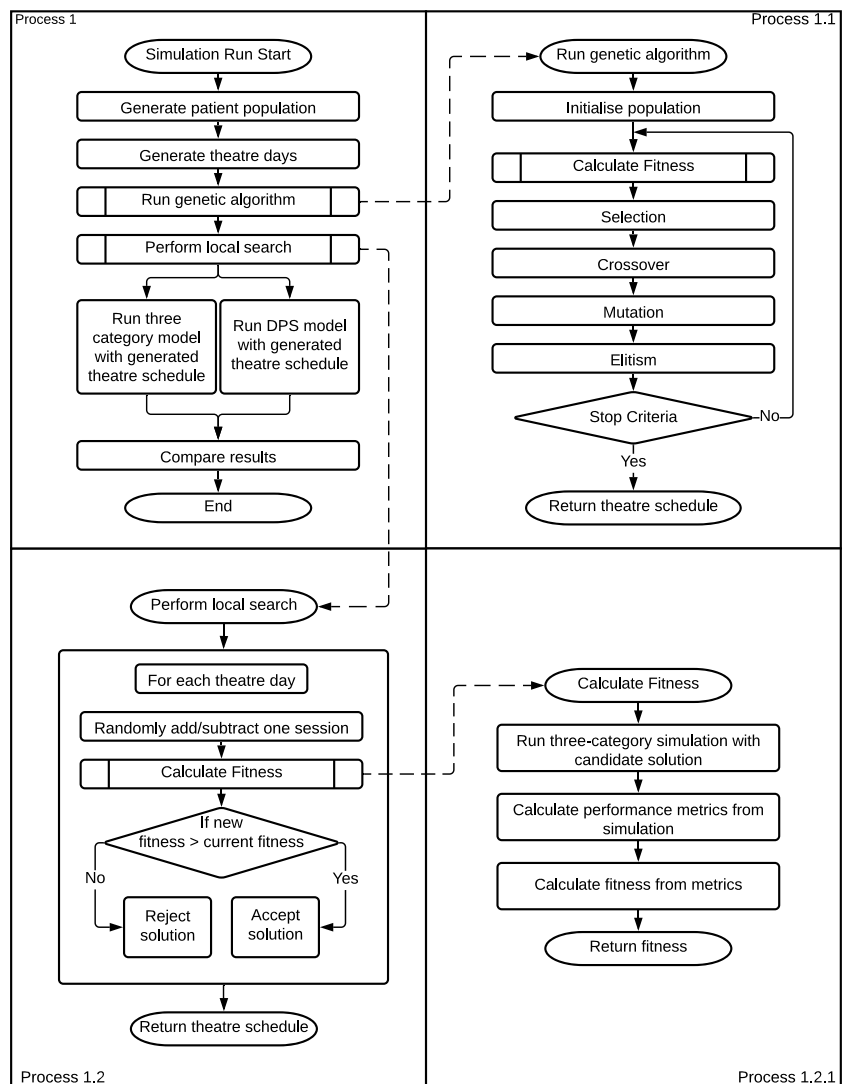 Process 1
Simulation Run Start
Generate patient population
Generate theatre days
Run genetic algorithm
Perform local search
Run three
category model
with generated
theatre schedule
Run DPS model
with generated
theatre schedule
Compare results
End
Process 1.1
Run genetic algorithm
Initialise population
Calculate Fitness
Selection
Crossover
Mutation
Elitism
Stop Criteria
No
Yes
Return theatre schedule
Perform local search
For each theatre day
Randomly add/subtract one session
Calculate Fitness
If new
fitness > current fitness
No
Yes
Reject
solution
Accept
solution
Return theatre schedule
Process 1.2
Calculate Fitness
Run three-category simulation with
candidate solution
Calculate performance metrics from
simulation
Calculate fitness from metrics
Return fitness
Process 1.2.1